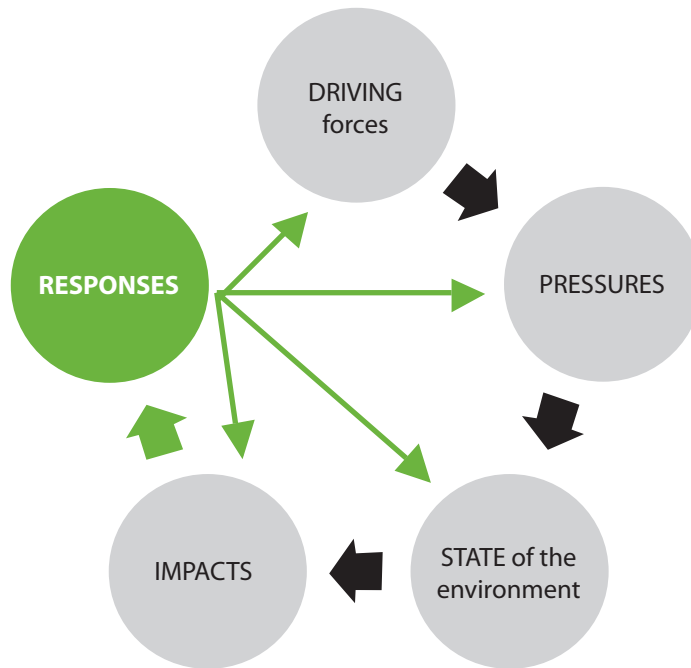 DRIVING
forces
RESPONSES
PRESSURES
IMPACTS
STATE of the
environment